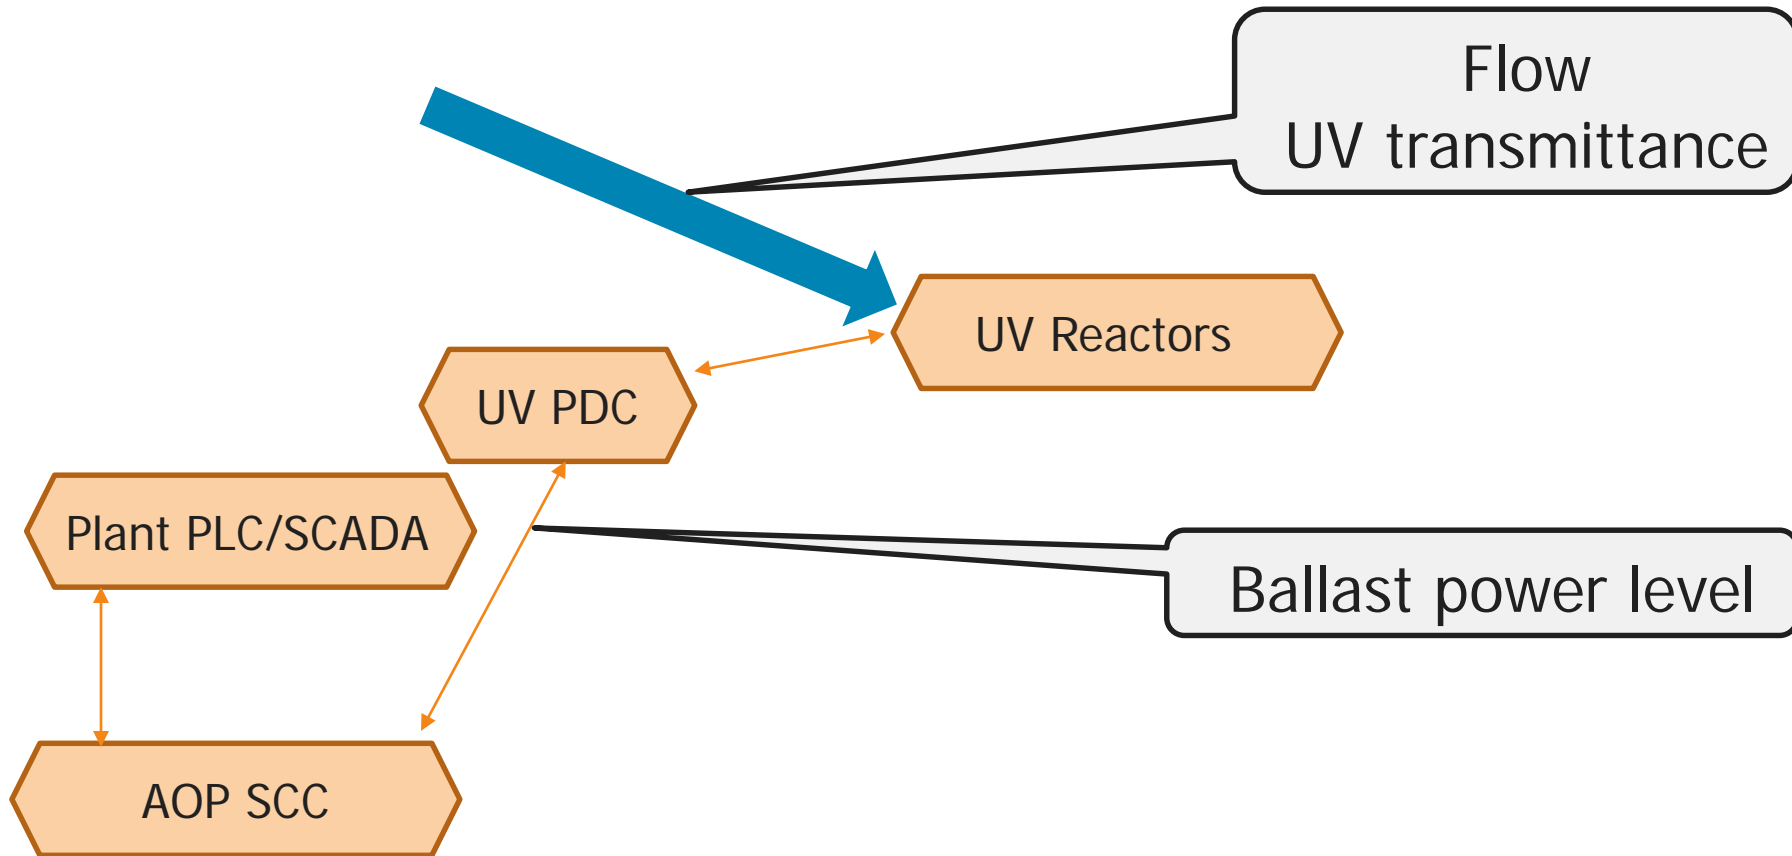 Flow
UV transmittance
UV Reactors
UV PDC
Plant PLC/SCADA
Ballast power level
AOP SCC